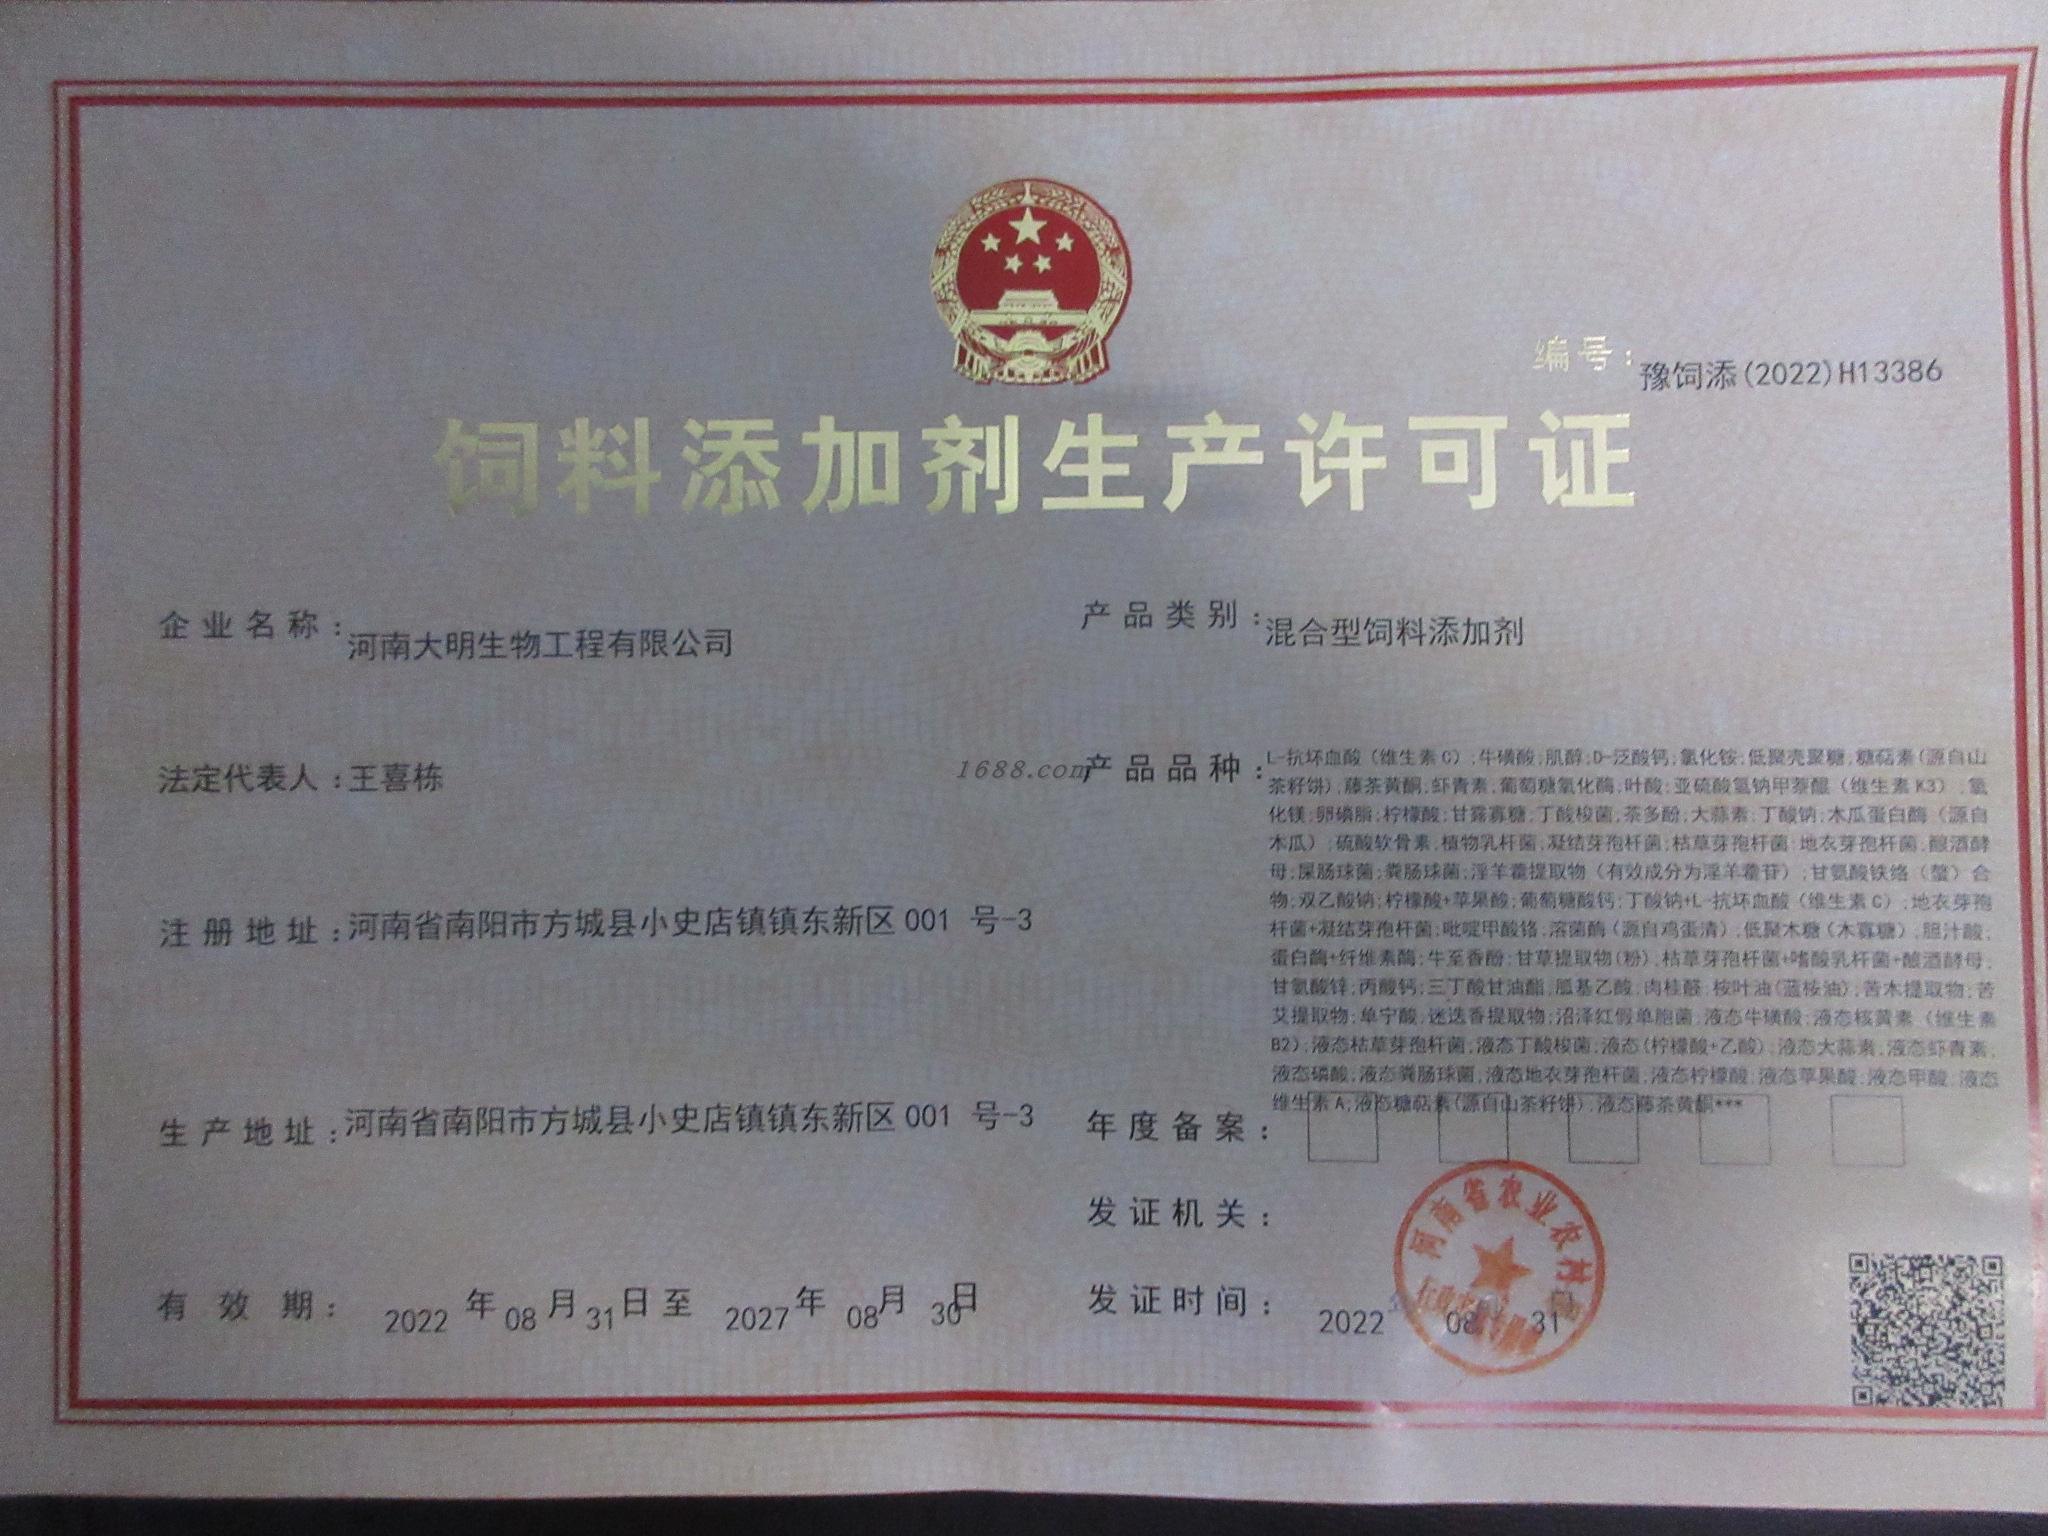 编号：豫饲添(2022)H13386
饲料添加剂生产许可证
企业名称：河南大明生物工程有限公司
产品类别：混合型饲料添加剂
法定代表人：王喜栋
1688.com
产品品种：L-抗坏血酸（维生素C）;牛磺酸;肌醇;D-泛酸钙;氯化铵;低聚壳聚糖;糖萜素(源自山
茶籽饼);藤茶黄酮;虾青素;葡萄糖氧化酶;叶酸;亚硫酸氢钠甲萘醌（维生素K3）;氧
化镁;卵磷脂;柠檬酸;甘露寡糖;丁酸梭菌;茶多酚;大蒜素;丁酸钠;木瓜蛋白酶（源自
木瓜）;硫酸软骨素;植物乳杆菌;凝结芽孢杆菌;枯草芽孢杆菌;地衣芽孢杆菌;酿酒酵
母;屎肠球菌;粪肠球菌;淫羊藿提取物（有效成分为淫羊藿苷）;甘氨酸铁络（螯）合
物;双乙酸钠;柠檬酸+苹果酸;葡萄糖酸钙;丁酸钠+L-抗坏血酸（维生素C）;地衣芽孢
杆菌+凝结芽孢杆菌;吡啶甲酸铬;溶菌酶（源自鸡蛋清）;低聚木糖（木寡糖）;胆汁酸;
蛋白酶+纤维素酶;牛至香酚;甘草提取物(粉);枯草芽孢杆菌+嗜酸乳杆菌+酿酒酵母;
甘氨酸锌;丙酸钙;三丁酸甘油酯;胍基乙酸;肉桂醛;桉叶油(蓝桉油);苦木提取物;苦
艾提取物;单宁酸;迷迭香提取物;沼泽红假单胞菌;液态牛磺酸;液态核黄素（维生素
B2）;液态枯草芽孢杆菌;液态丁酸梭菌;液态(柠檬酸+乙酸);液态大蒜素;液态虾青素;
液态磷酸;液态粪肠球菌;液态地衣芽孢杆菌;液态柠檬酸;液态苹果酸;液态甲酸;液态
维生素A;液态糖萜素(源自山茶籽饼);液态藤茶黄酮***
注册地址：河南省南阳市方城县小史店镇镇东新区001 号-3
生产地址：河南省南阳市方城县小史店镇镇东新区001 号-3
年度备案：
发证机关：
河南省农业农村厅
有效期：2022年08月31日至2027年08月30日
发证时间：2022年08 31